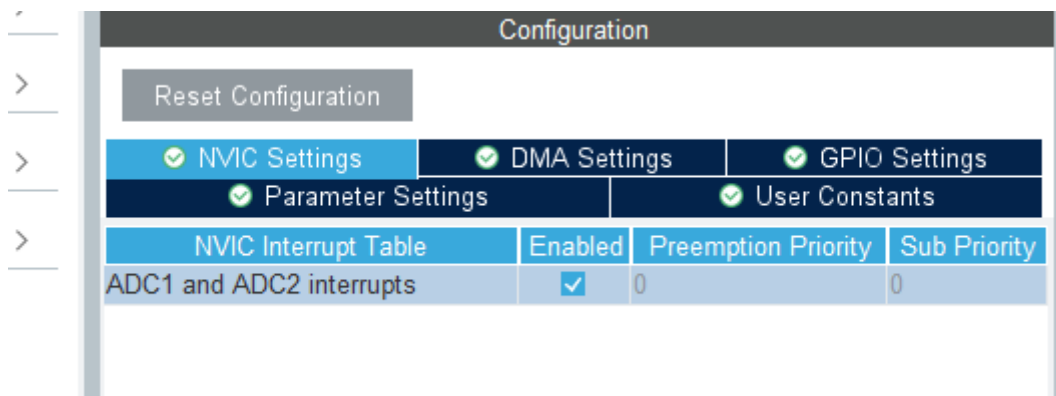 Configuration
Reset Configuration
NVIC Settings DMA Settings GPIO Settings
Parameter Settings User Constants
NVIC Interrupt Table Enabled Preemption Priority Sub Priority
ADC1 and ADC2 interrupts 0 0